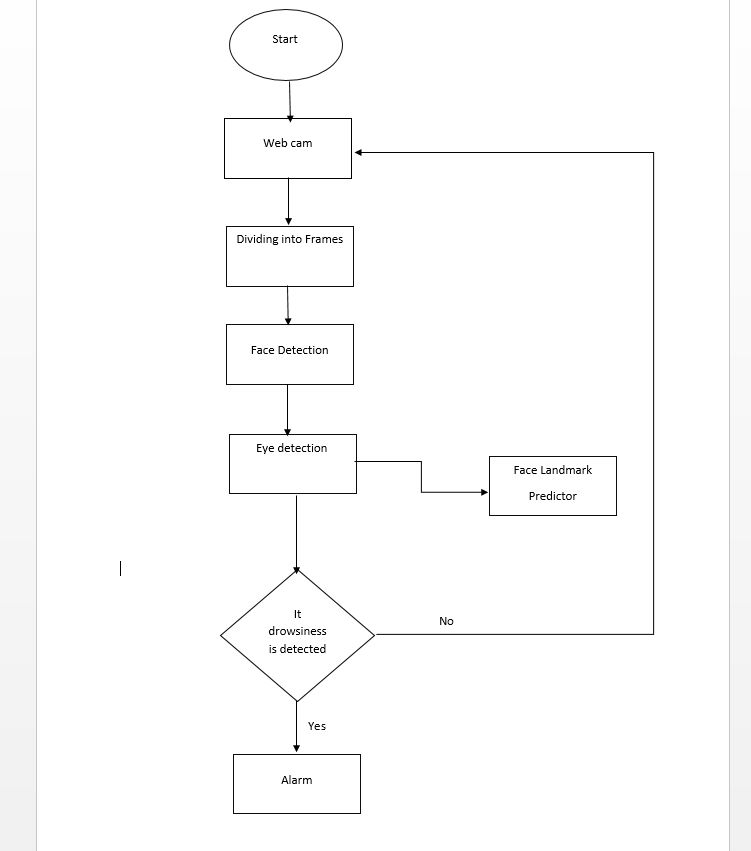 Start
Web cam
Dividing into Frames
Face Detection
Eye detection
Face Landmark
Predictor
It
drowsiness
is detected
No
Yes
Alarm